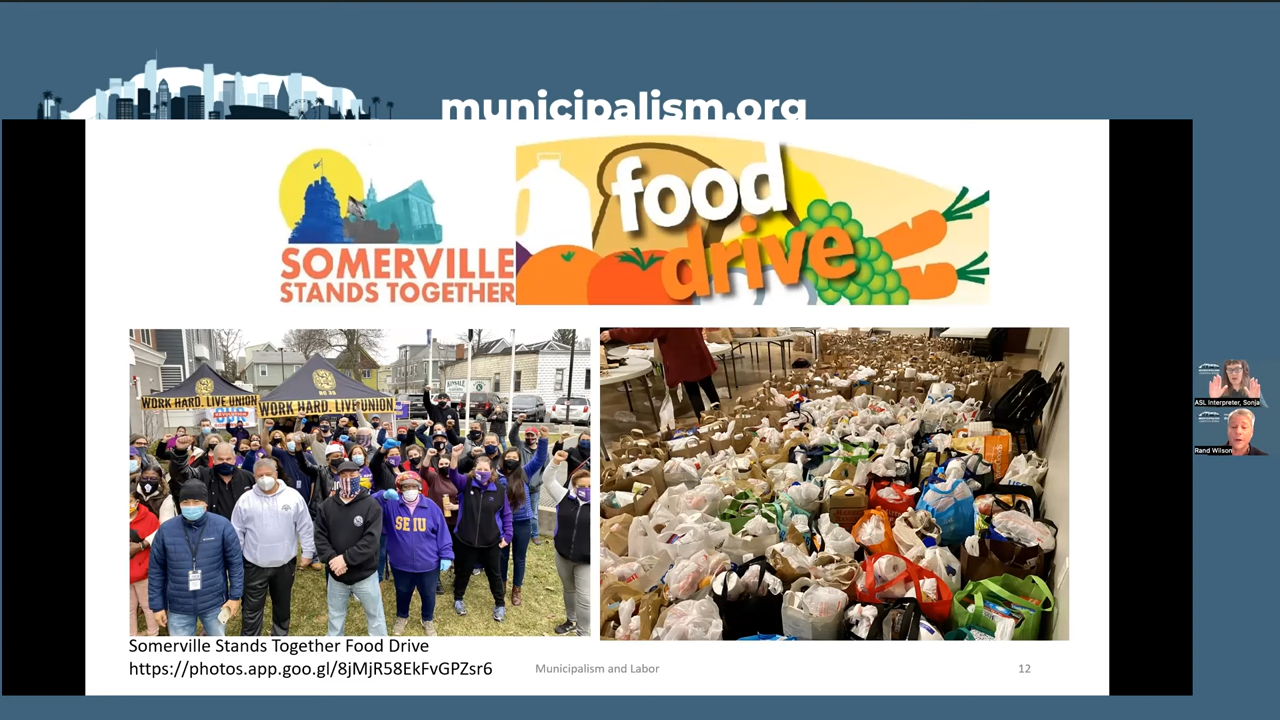 municipalism.org
SOMERVILLE
STANDS TOGETHER
food
drive
WORK HARD. LIVE UNION
WORK HARD. LIVE UNION
SEIU
Somerville Stands Together Food Drive
https://photos.app.goo.gl/8jMjR58EkFvGPZsr6
Municipalism and Labor
12
ASL Interpreter, Sonja
Rand Wilson